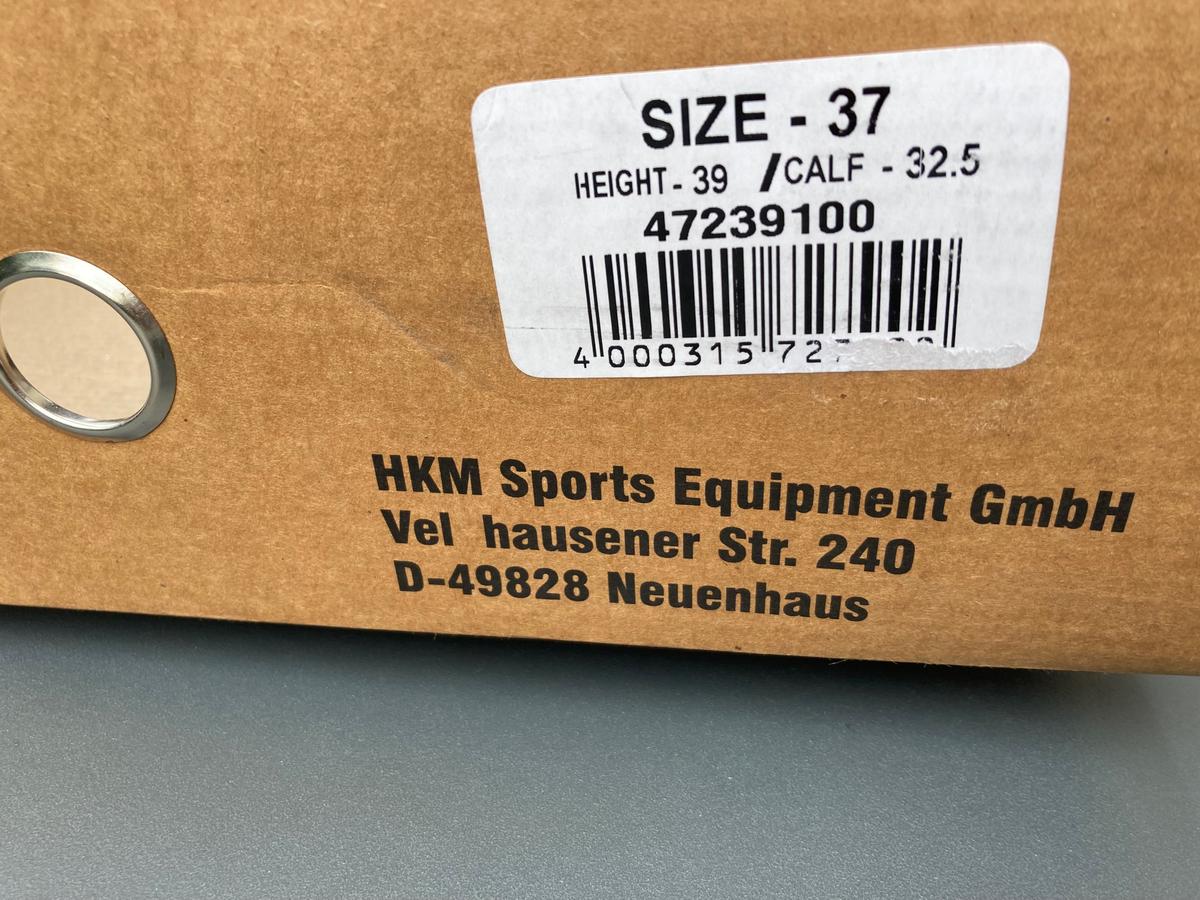 SIZE - 37
HEIGHT - 39 / CALF - 32.5
47239100
4 000315 727
HKM Sports Equipment GmbH
Vel hausener Str. 240
D-49828 Neuenhaus